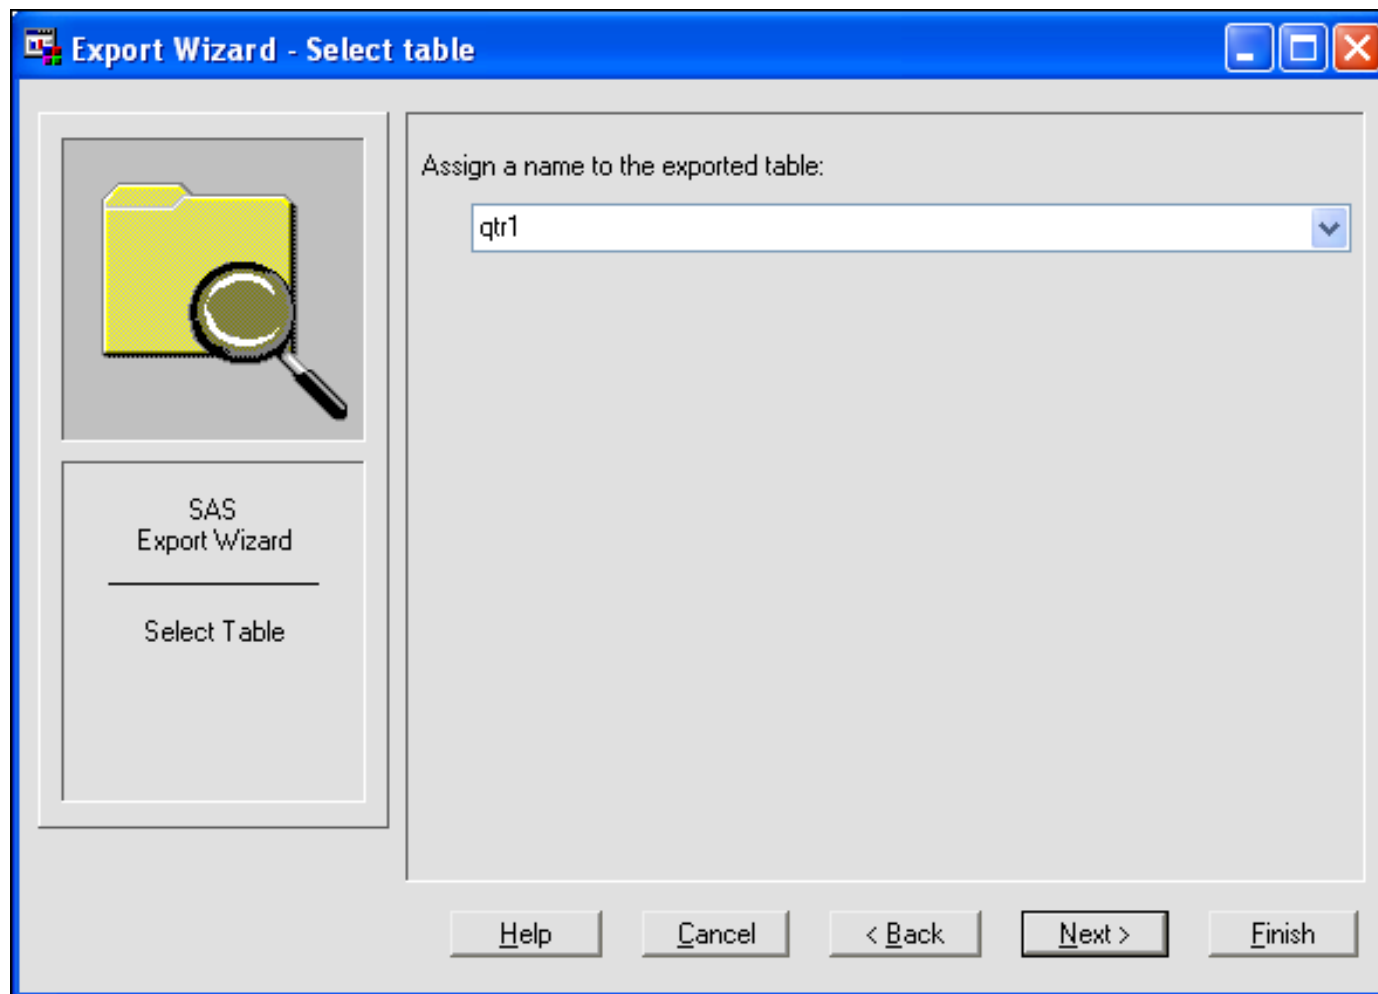 Export Wizard - Select table
Assign a name to the exported table:
qtr1
SAS
Export Wizard
Select Table
Help
Cancel
< Back
Next >
Finish